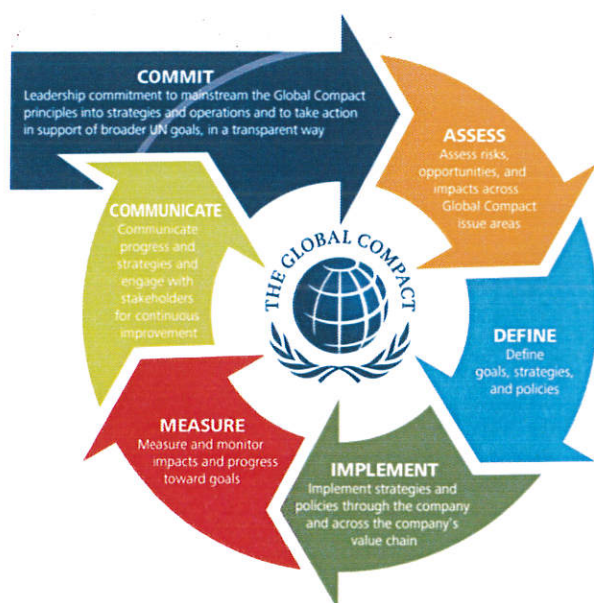 COMMIT
Leadership commitment to mainstream the Global Compact
principles into strategies and operations and to take action
in support of broader UN goals, in a transparent way
ASSESS
Assess risks,
opportunities, and
impacts across
Global Compact
issue areas
DEFINE
Define
goals, strategies,
and policies
IMPLEMENT
Implement strategies and
policies through the company
and across the company's
value chain
MEASURE
Measure and monitor
impacts and progress
toward goals
COMMUNICATE
Communicate
progress and
strategies and
engage with
stakeholders
for continuous
improvement
THE GLOBAL COMPACT